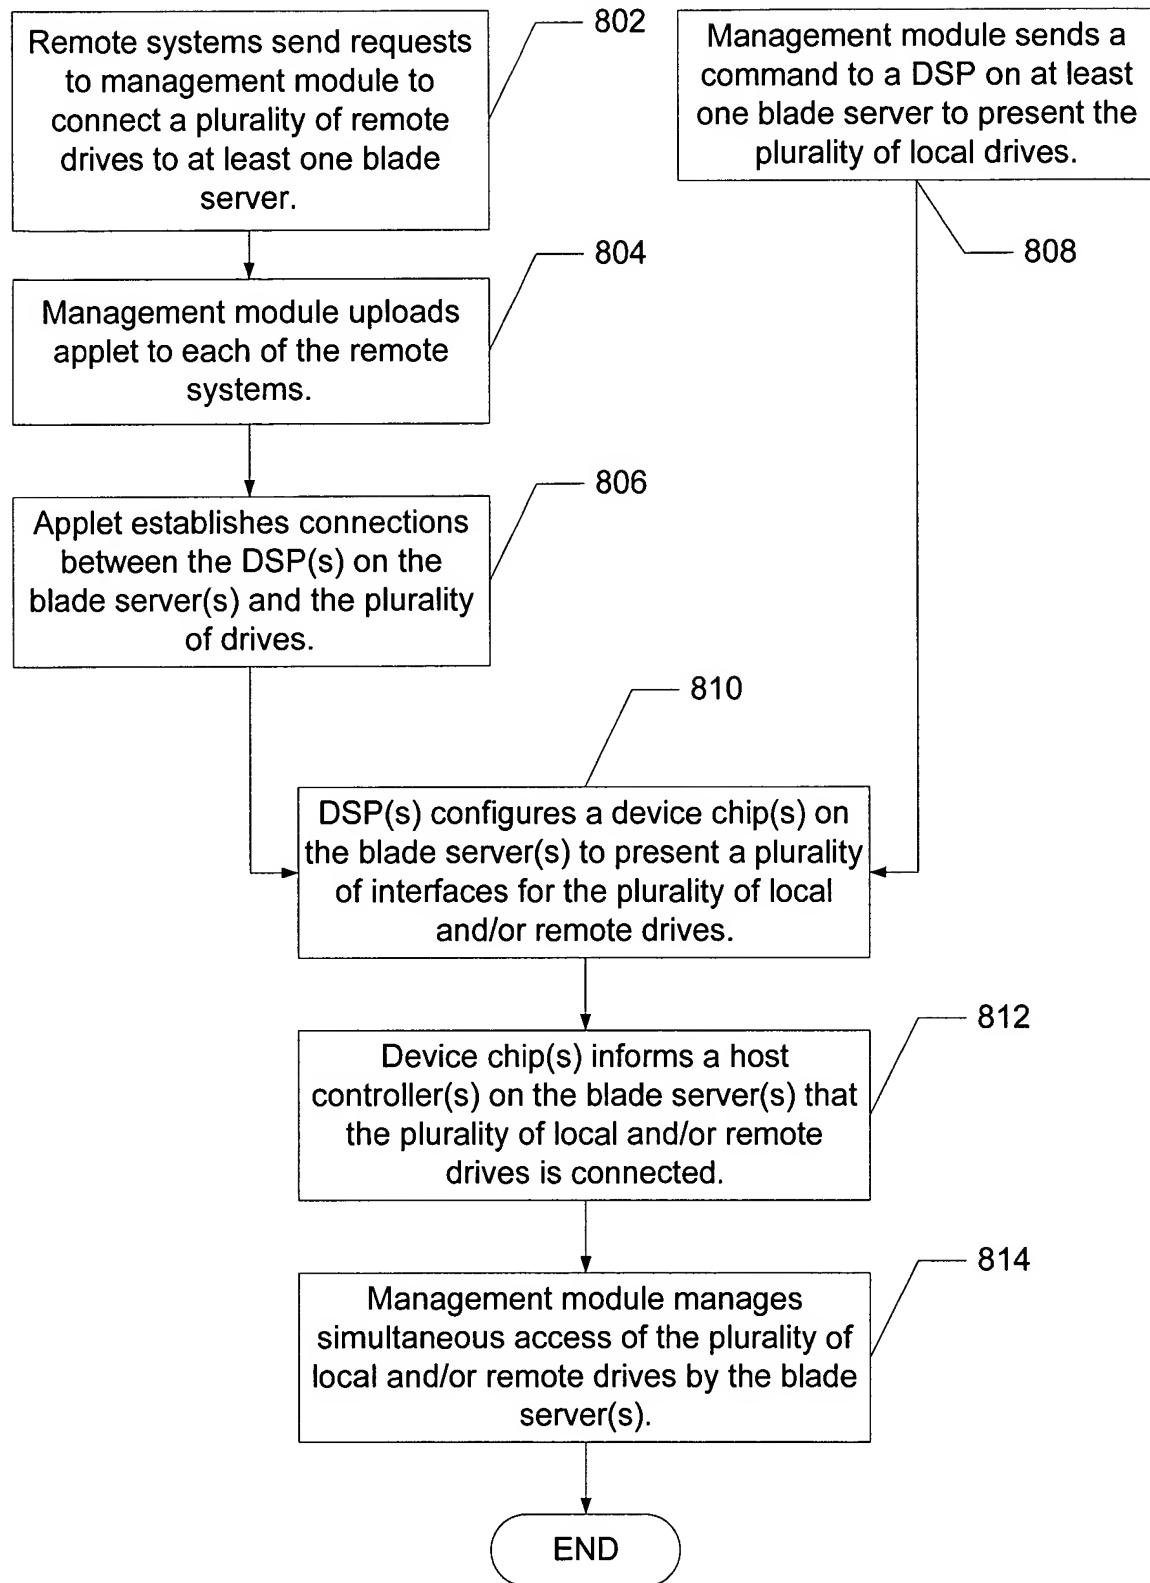 Remote systems send requests
to management module to
connect a plurality of remote
drives to at least one blade
server.
802
Management module sends a
command to a DSP on at least
one blade server to present the
plurality of local drives.
808
Management module uploads
applet to each of the remote
systems.
804
Applet establishes connections
between the DSP(s) on the
blade server(s) and the plurality
of drives.
806
810
DSP(s) configures a device chip(s) on
the blade server(s) to present a plurality
of interfaces for the plurality of local
and/or remote drives.
Device chip(s) informs a host
controller(s) on the blade server(s) that
the plurality of local and/or remote
drives is connected.
812
Management module manages
simultaneous access of the plurality of
local and/or remote drives by the blade
server(s).
814
END